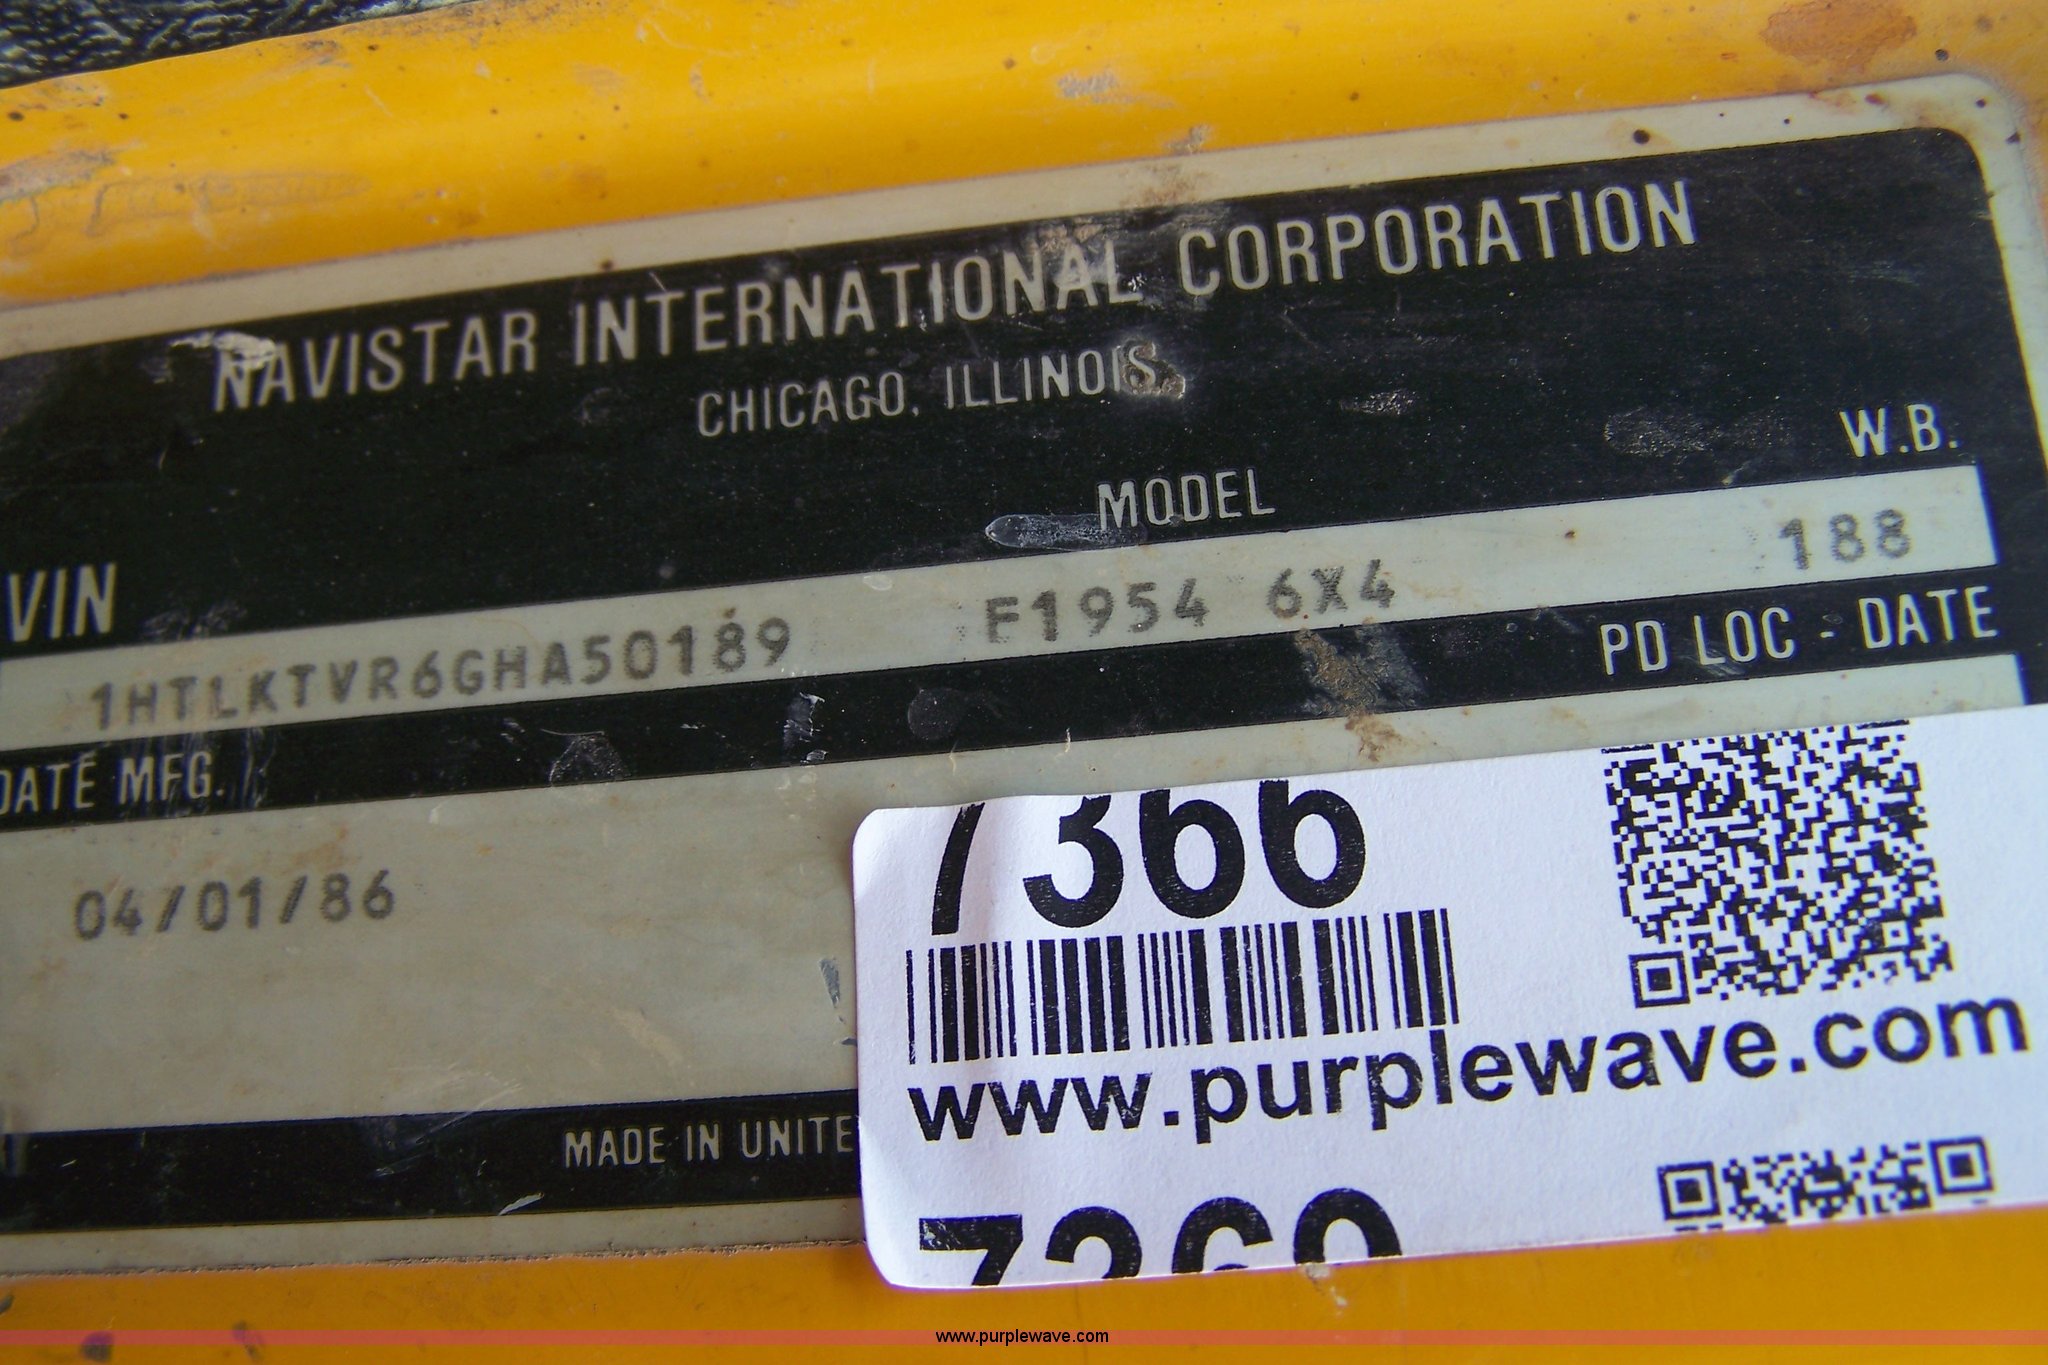 NAVISTAR INTERNATIONAL CORPORATION
CHICAGO, ILLINOIS
VIN MODEL W.B.
1HTLKTVR6GHA50189 F1954 6X4 188
DATE MFG. PD LOC - DATE
04/01/86
MADE IN UNITE
7366
www.purplewave.com
www.purplewave.com